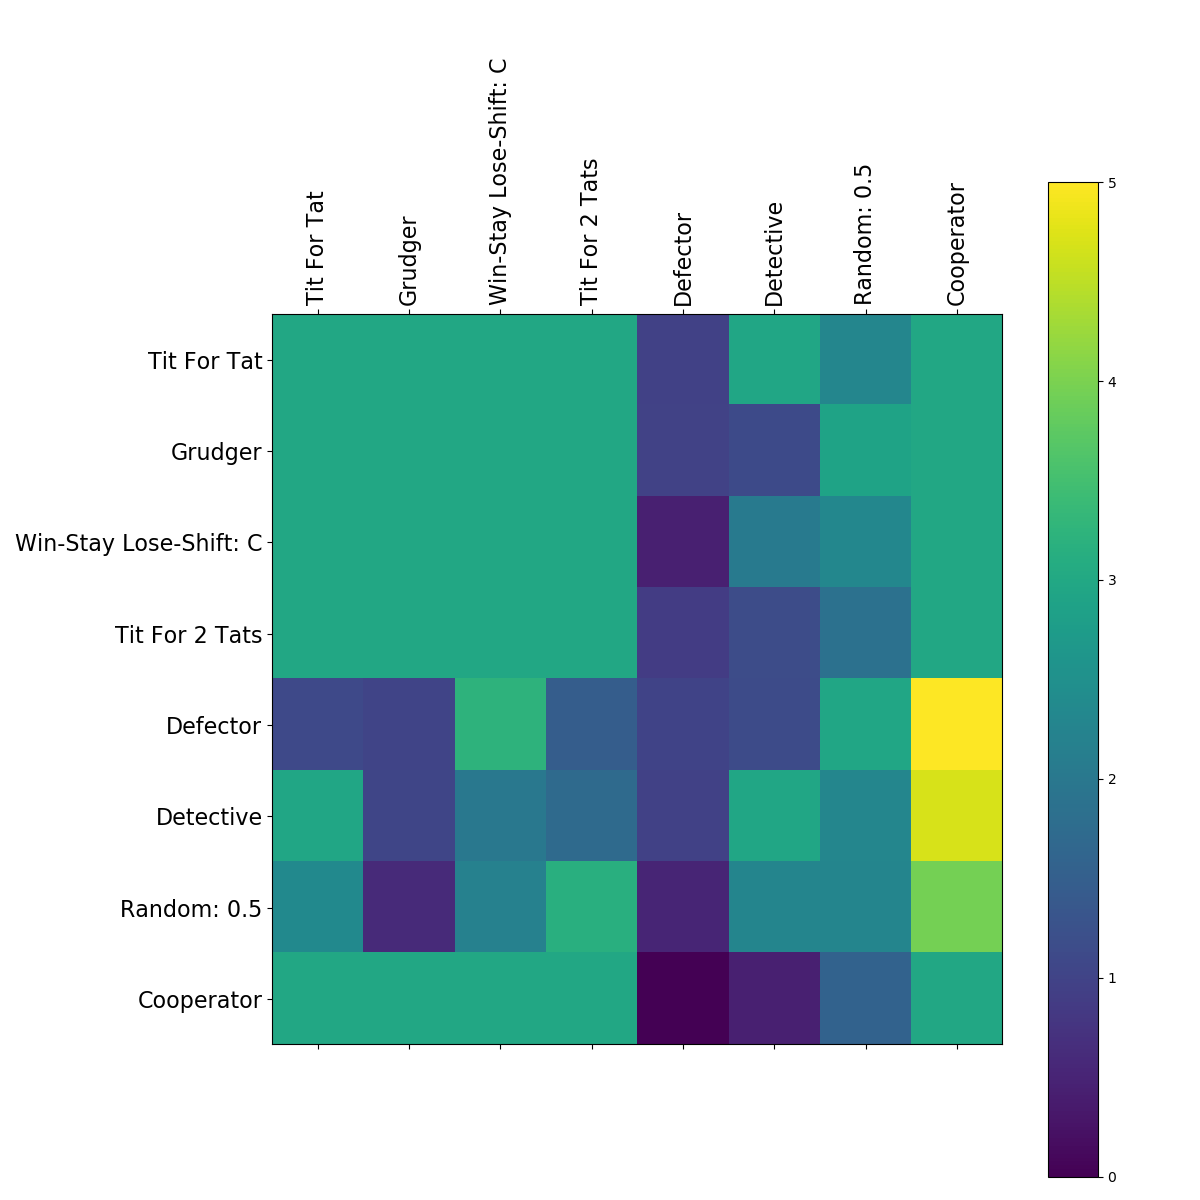 Tit For Tat
Grudger
Win-Stay Lose-Shift: C
Tit For 2 Tats
Defector
Detective
Random: 0.5
Cooperator
Tit For Tat
Grudger
Win-Stay Lose-Shift: C
Tit For 2 Tats
Defector
Detective
Random: 0.5
Cooperator
5
4
3
2
1
0